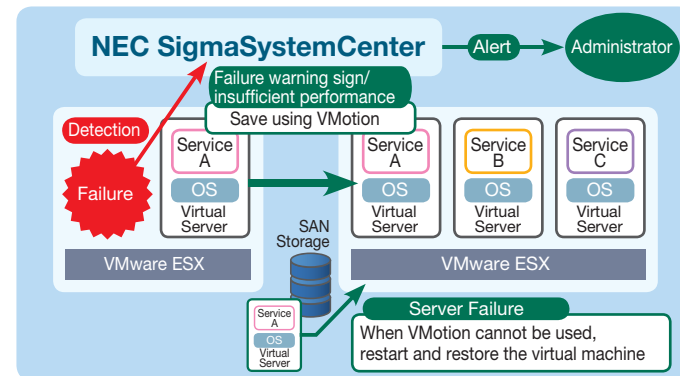 NEC SigmaSystemCenter
Alert
Administrator
Failure warning sign/
insufficient performance
Save using VMotion
Detection
Failure
Service
A
OS
Virtual
Server
VMware ESX
Service
A
OS
Virtual
Server
Service
B
OS
Virtual
Server
Service
C
OS
Virtual
Server
VMware ESX
SAN
Storage
Service
A
OS
Virtual
Server
Server Failure
When VMotion cannot be used,
restart and restore the virtual machine